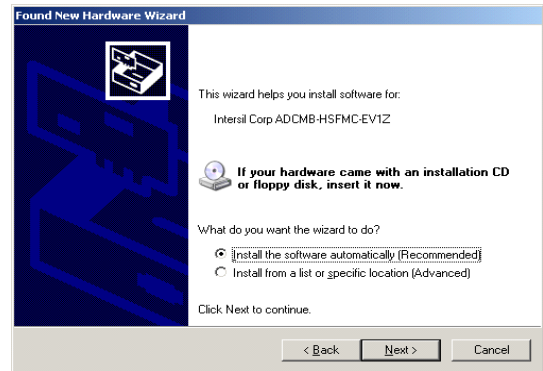 Found New Hardware Wizard
This wizard helps you install software for:
Intersil Corp ADCMB-HSFMC-EV1Z
If your hardware came with an installation CD
or floppy disk, insert it now.
What do you want the wizard to do?
Install the software automatically (Recommended)
Install from a list or specific location (Advanced)
Click Next to continue.
< Back Next > Cancel